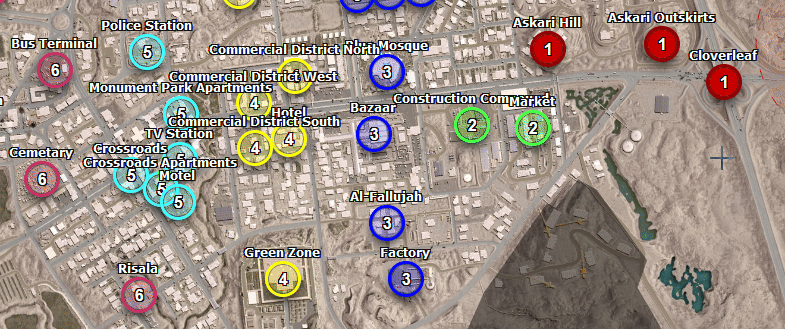 Askari Hill
Askari Outskirts
Police Station
Bus Terminal
Commercial District North
Mosque
Cloverleaf
1
1
5
6
3
1
Commercial District West
Monument Park Apartments
4
Construction Com
Market
Bazaar
Hotel
5
Commercial District South
TV Station
2
2
3
4
4
Crossroads
Cemetary
Crossroads Apartments
5
Motel
6
5
5
5
Al-Fallujah
3
Green Zone
Factory
Risala
4
3
6